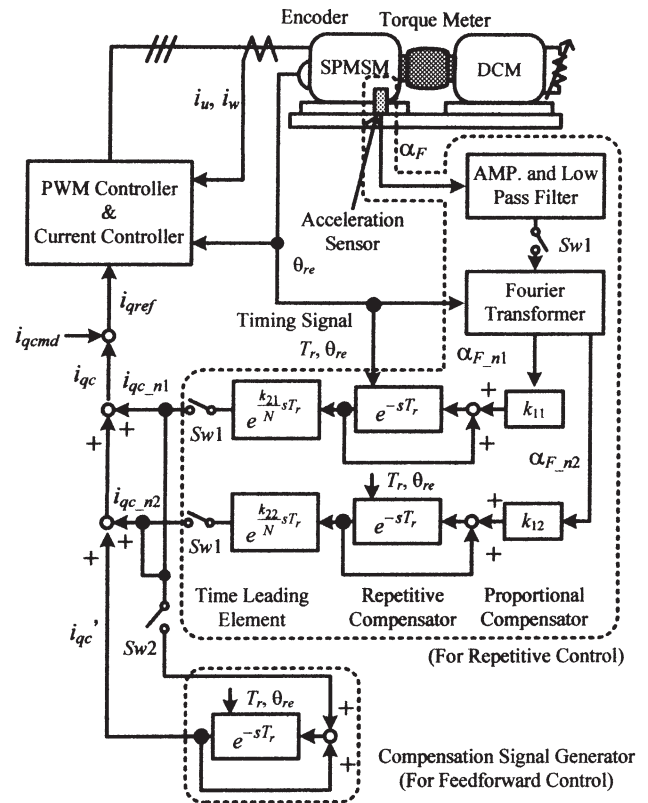 Encoder
Torque Meter
SPMSM
DCM
i_u, i_w
α_F
PWM Controller
&
Current Controller
AMP. and Low
Pass Filter
Acceleration
Sensor
Sw1
θ_re
i_qref
Fourier
Transformer
i_qcmd
Timing Signal
T_r, θ_re
i_qc
i_qc_n1
α_F_n1
Sw1
e^{(k_21/N) sT_r}
e^{-sT_r}
+
k_11
+
+
+
α_F_n2
T_r, θ_re
i_qc_n2
Sw1
e^{(k_22/N) sT_r}
e^{-sT_r}
+
k_12
+
+
+
Time Leading
Element
Repetitive
Compensator
Proportional
Compensator
i_qc'
Sw2
(For Repetitive Control)
T_r, θ_re
+
e^{-sT_r}
+
Compensation Signal Generator
(For Feedforward Control)